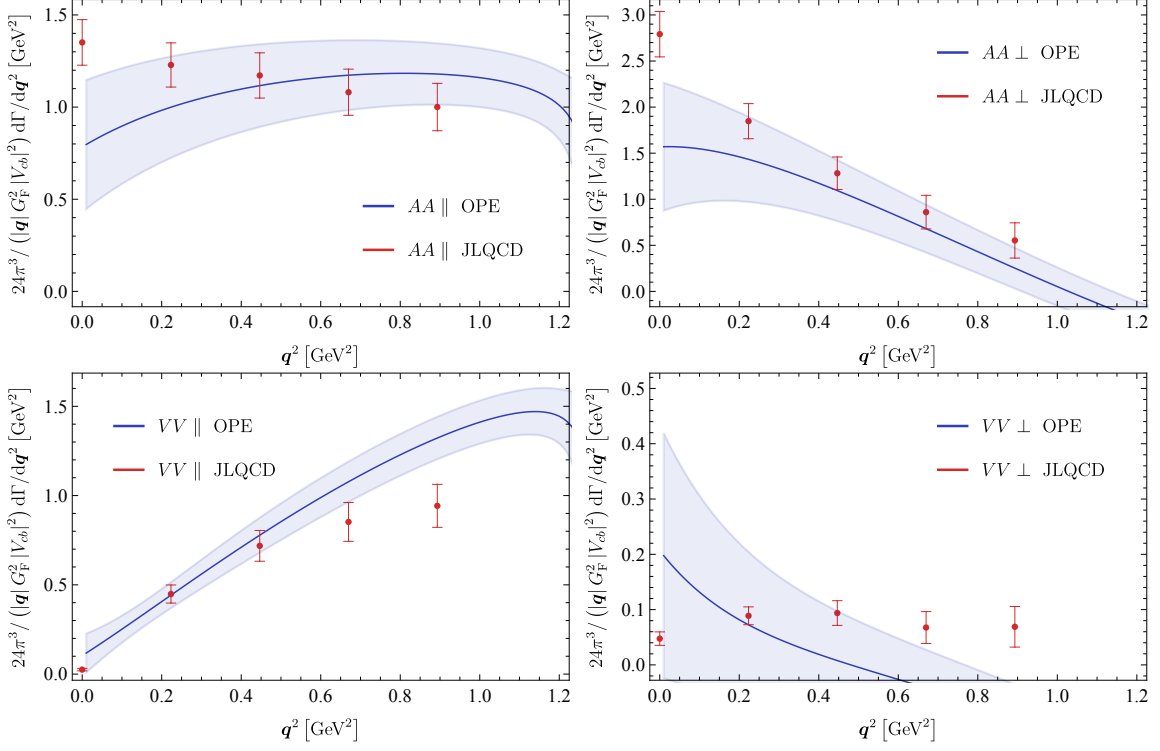 24π³/(|q| G_F² |V_cb|²) dΓ/dq² [GeV²]
1.5
1.0
0.5
0.0
AA ∥ OPE
AA ∥ JLQCD
0.0 0.2 0.4 0.6 0.8 1.0 1.2
q² [GeV²]
24π³/(|q| G_F² |V_cb|²) dΓ/dq² [GeV²]
3.0
2.5
2.0
1.5
1.0
0.5
0.0
AA ⊥ OPE
AA ⊥ JLQCD
0.0 0.2 0.4 0.6 0.8 1.0 1.2
q² [GeV²]
24π³/(|q| G_F² |V_cb|²) dΓ/dq² [GeV²]
1.5
1.0
0.5
0.0
VV ∥ OPE
VV ∥ JLQCD
0.0 0.2 0.4 0.6 0.8 1.0 1.2
q² [GeV²]
24π³/(|q| G_F² |V_cb|²) dΓ/dq² [GeV²]
0.5
0.4
0.3
0.2
0.1
0.0
VV ⊥ OPE
VV ⊥ JLQCD
0.0 0.2 0.4 0.6 0.8 1.0 1.2
q² [GeV²]